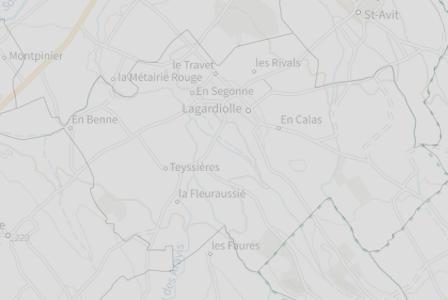 St-Avit
Montpinier
le Travet
les Rivals
la Métairie Rouge
En Segonne
Lagardiolle
En Benne
En Calas
Teyssières
la Fleuraussié
les Faures